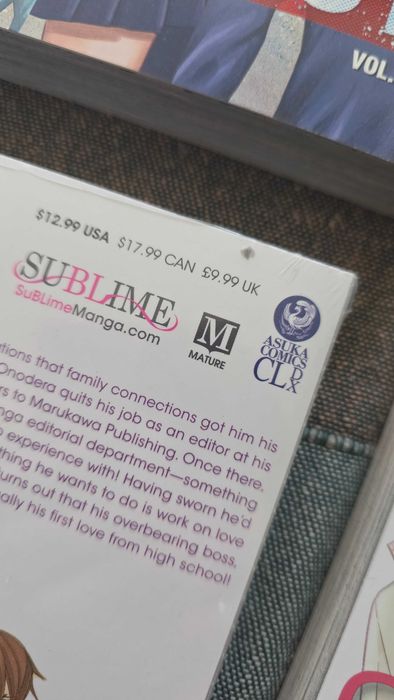 VOL.
$12.99 USA $17.99 CAN £9.99 UK
SUBLIME
SuBLimeManga.com
M
MATURE
ASUKA
COMICS
CL DX
tions that family connections got him his
Onodera quits his job as an editor at his
rs to Marukawa Publishing. Once there,
nga editorial department—something
o experience with! Having sworn he'd
thing he wants to do is work on love
turns out that his overbearing boss,
ually his first love from high school!